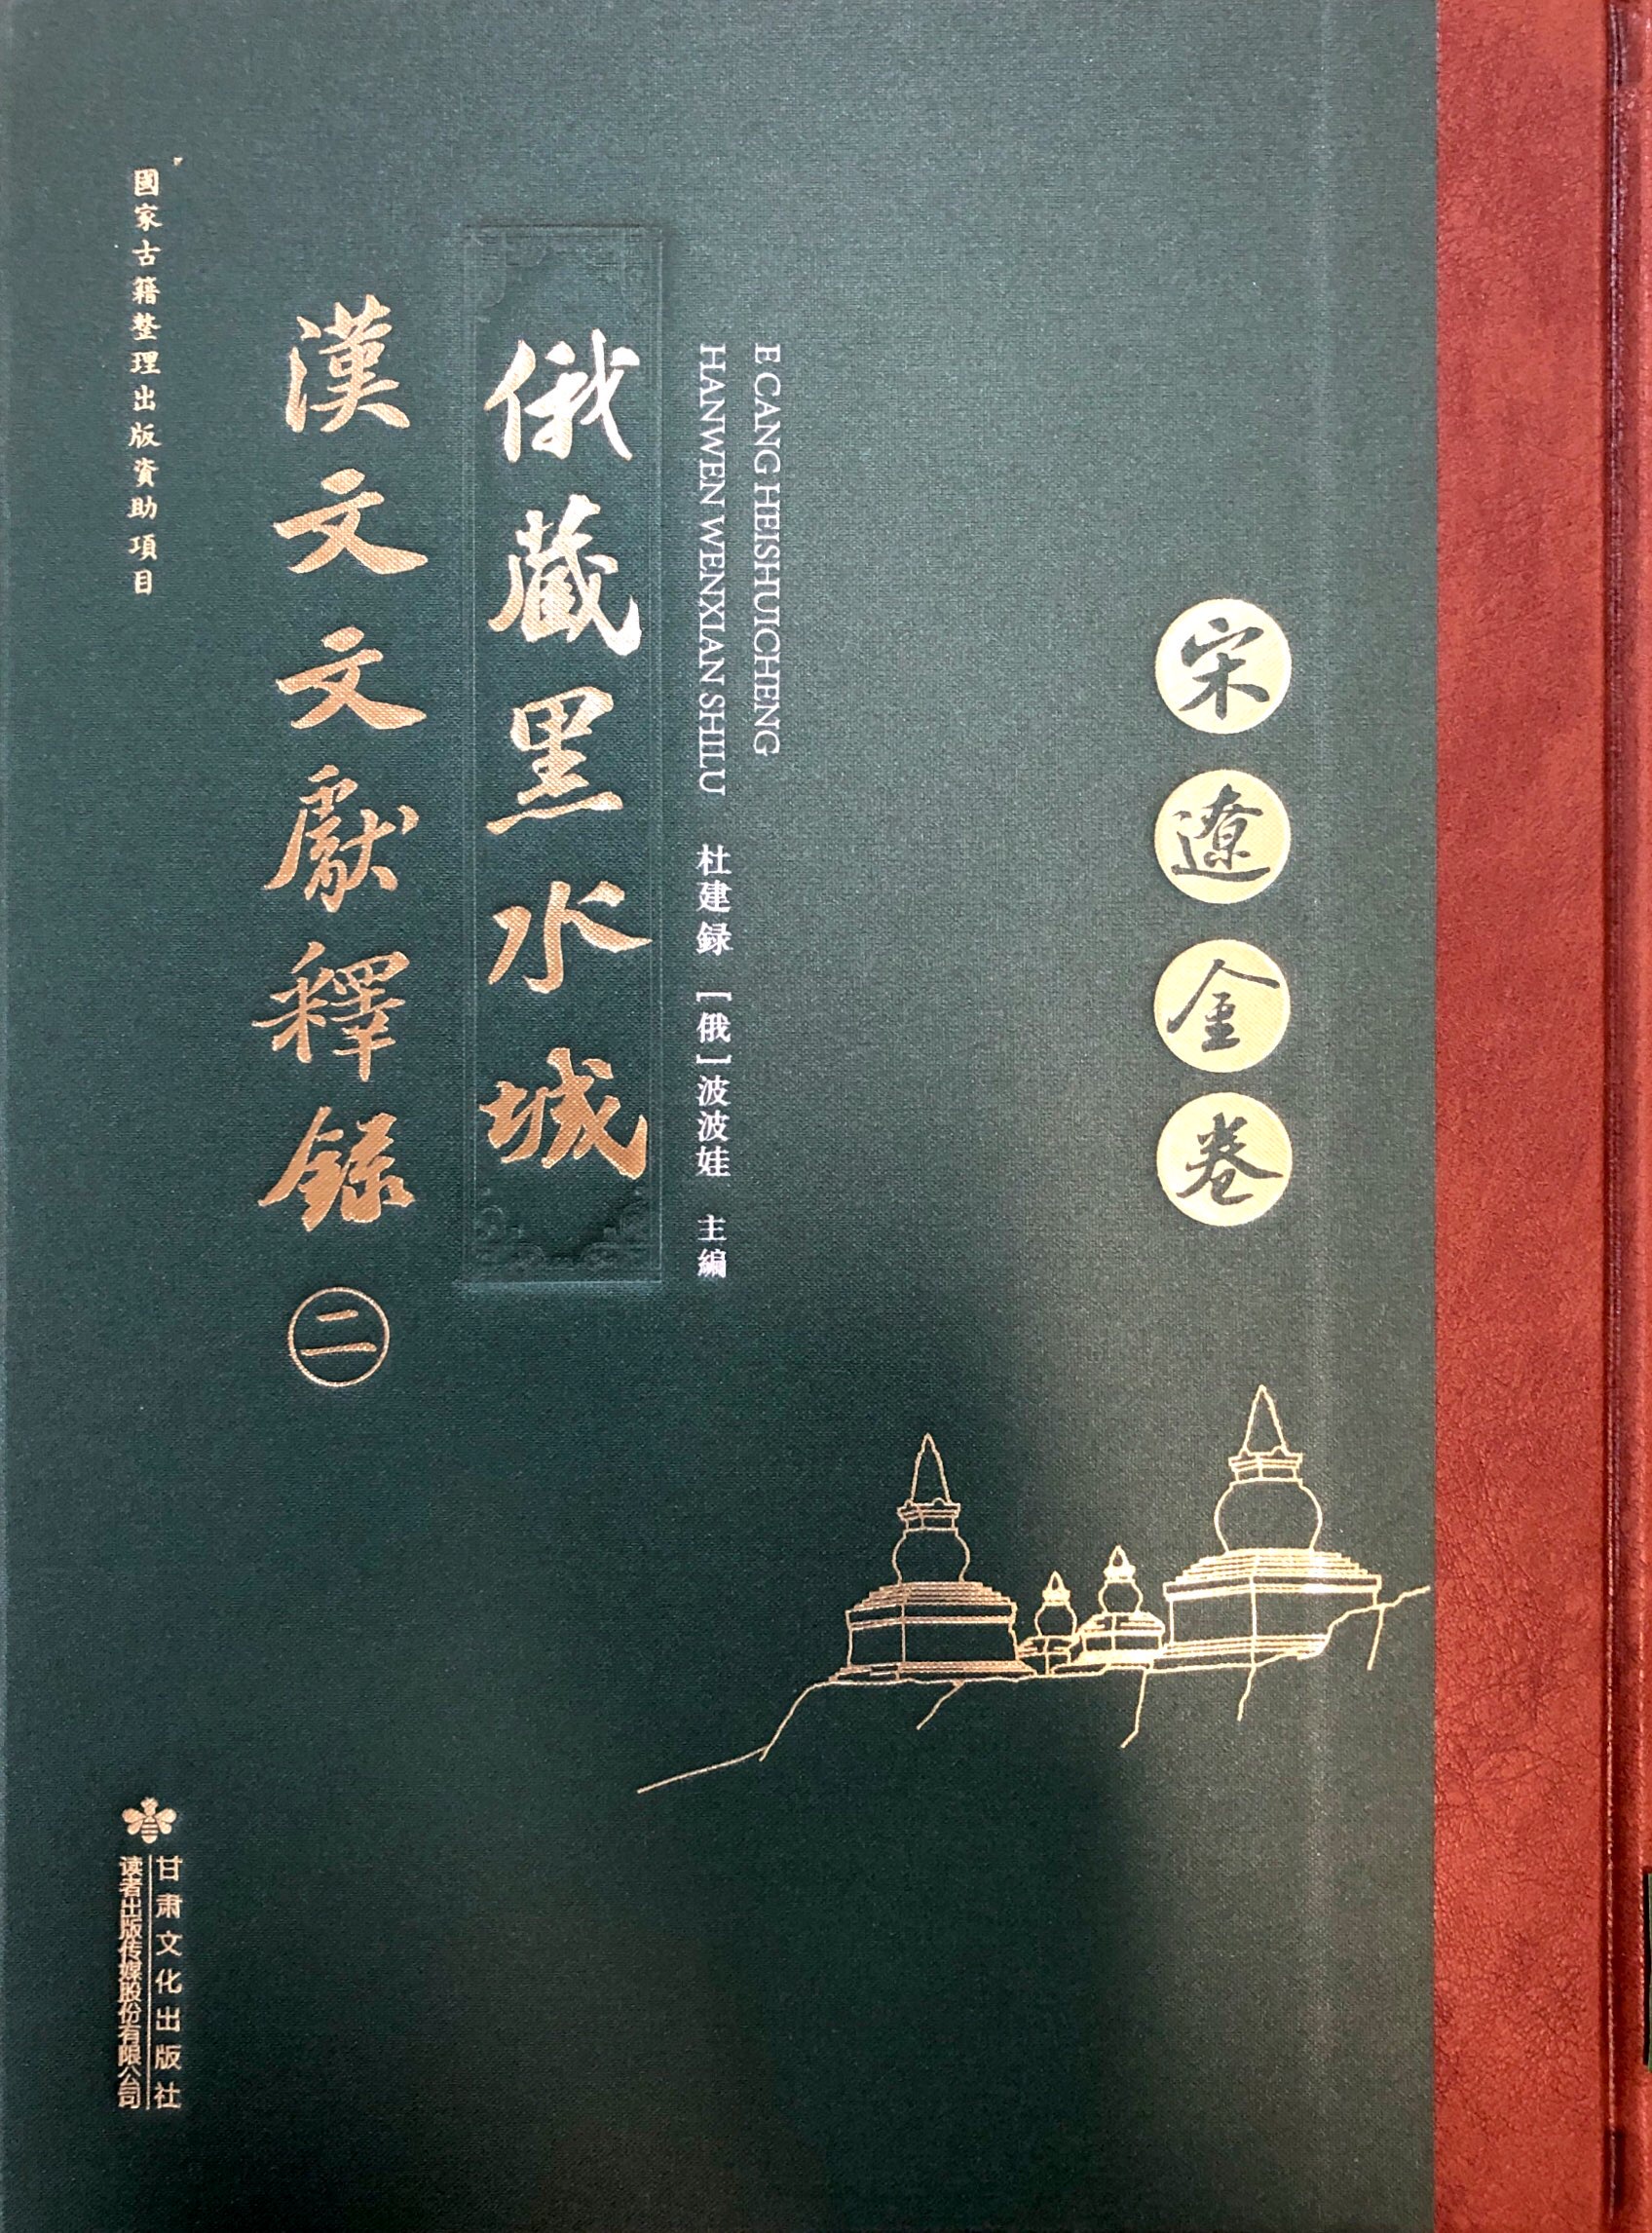 宋遼金卷
E CANG HEISHUICHENG
HANWEN WENXIAN SHILU
杜建録 [俄]波波娃 主編
俄藏黑水城
漢文文獻釋錄 二
國家古籍整理出版資助項目
甘肃文化出版社
读者出版传媒股份有限公司